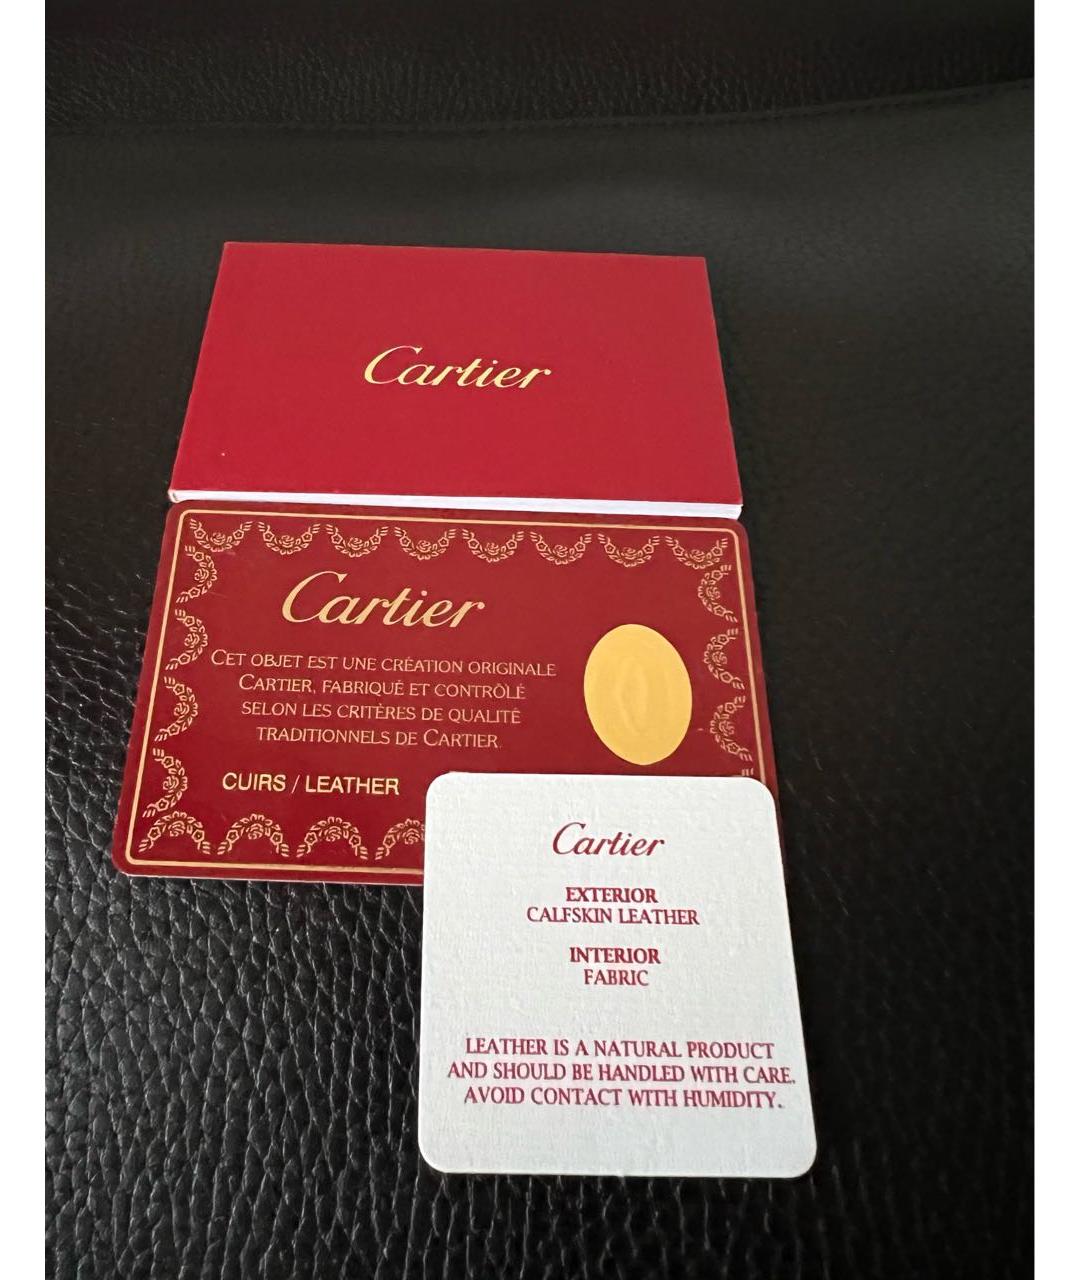 Cartier
Cartier
CET OBJET EST UNE CRÉATION ORIGINALE
CARTIER, FABRIQUÉ ET CONTRÔLÉ
SELON LES CRITÈRES DE QUALITÉ
TRADITIONNELS DE CARTIER.
CUIRS / LEATHER
Cartier
EXTERIOR
CALFSKIN LEATHER
INTERIOR
FABRIC
LEATHER IS A NATURAL PRODUCT
AND SHOULD BE HANDLED WITH CARE.
AVOID CONTACT WITH HUMIDITY.